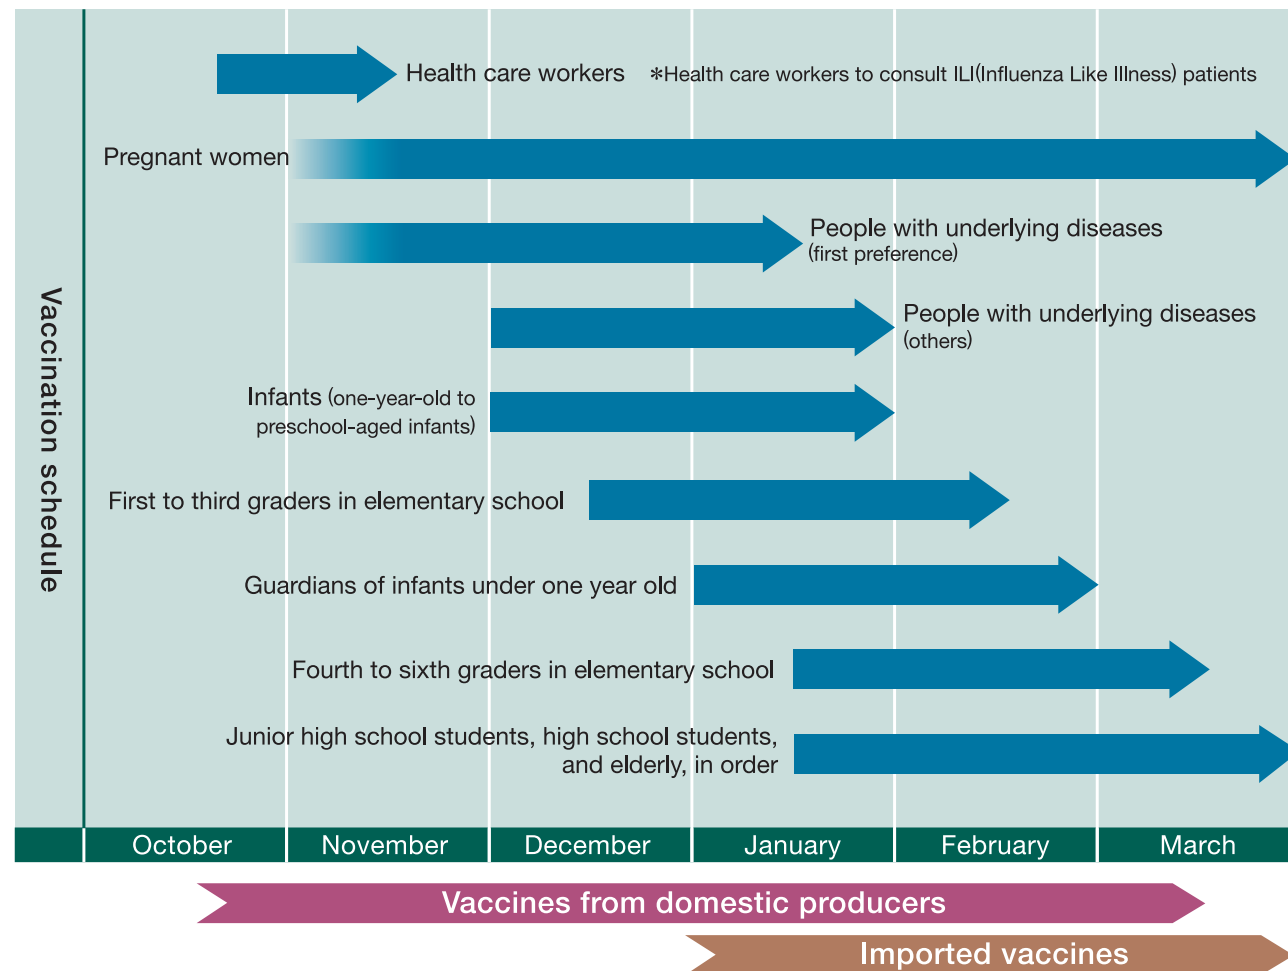 Vaccination schedule
Health care workers *Health care workers to consult ILI(Influenza Like Illness) patients
Pregnant women
People with underlying diseases
(first preference)
People with underlying diseases
(others)
Infants (one-year-old to
preschool-aged infants)
First to third graders in elementary school
Guardians of infants under one year old
Fourth to sixth graders in elementary school
Junior high school students, high school students,
and elderly, in order
October November December January February March
Vaccines from domestic producers
Imported vaccines